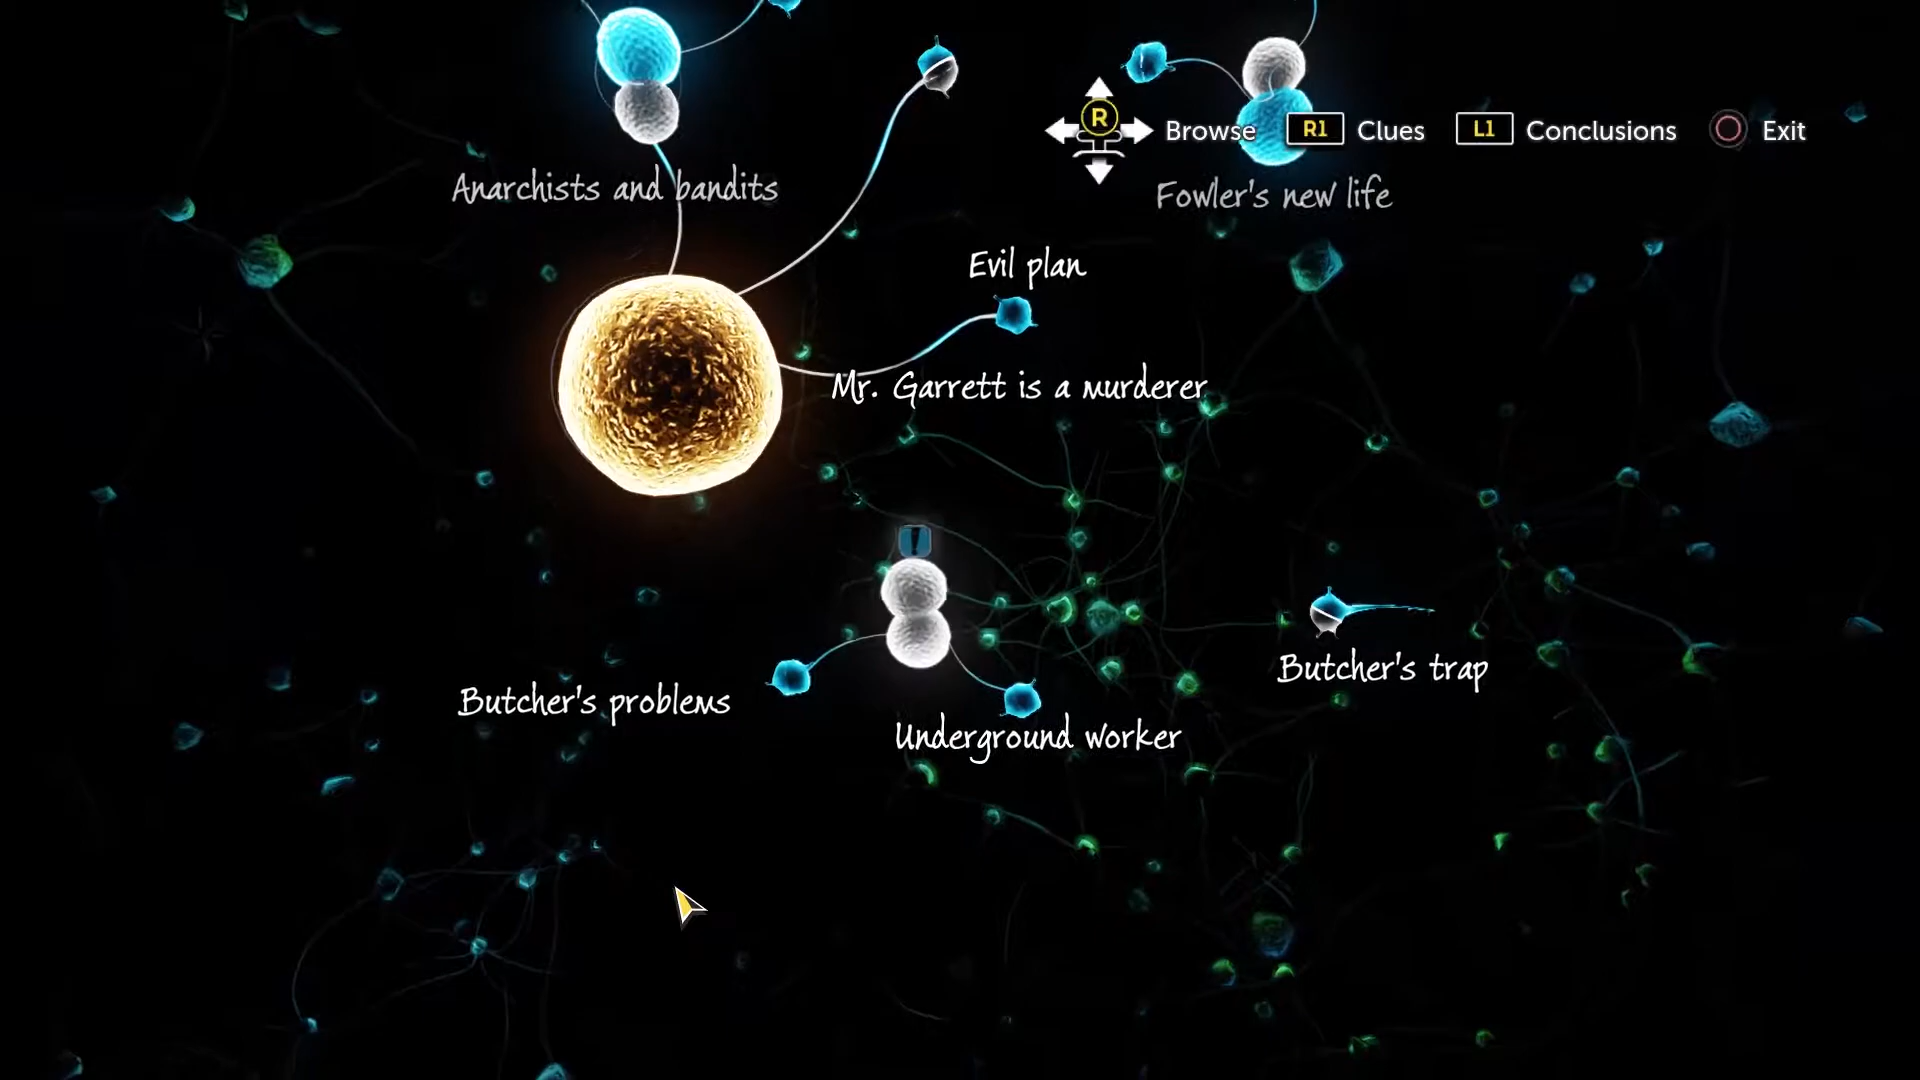 R Browse R1 Clues L1 Conclusions Exit
Anarchists and bandits
Fowler's new life
Evil plan
Mr. Garrett is a murderer
!
Butcher's trap
Butcher's problems
Underground worker